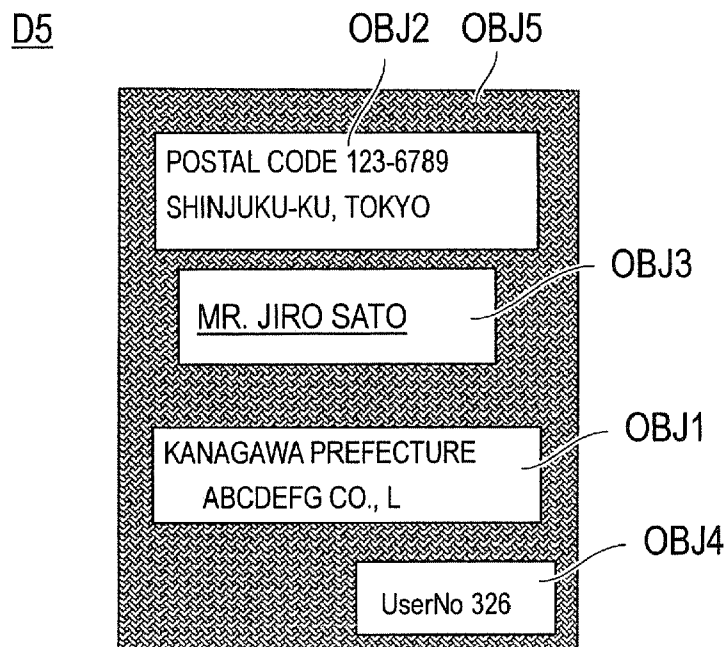 D5
OBJ2
OBJ5
POSTAL CODE 123-6789
SHINJUKU-KU, TOKYO
OBJ3
MR. JIRO SATO
OBJ1
KANAGAWA PREFECTURE
ABCDEFG CO., L
OBJ4
UserNo 326